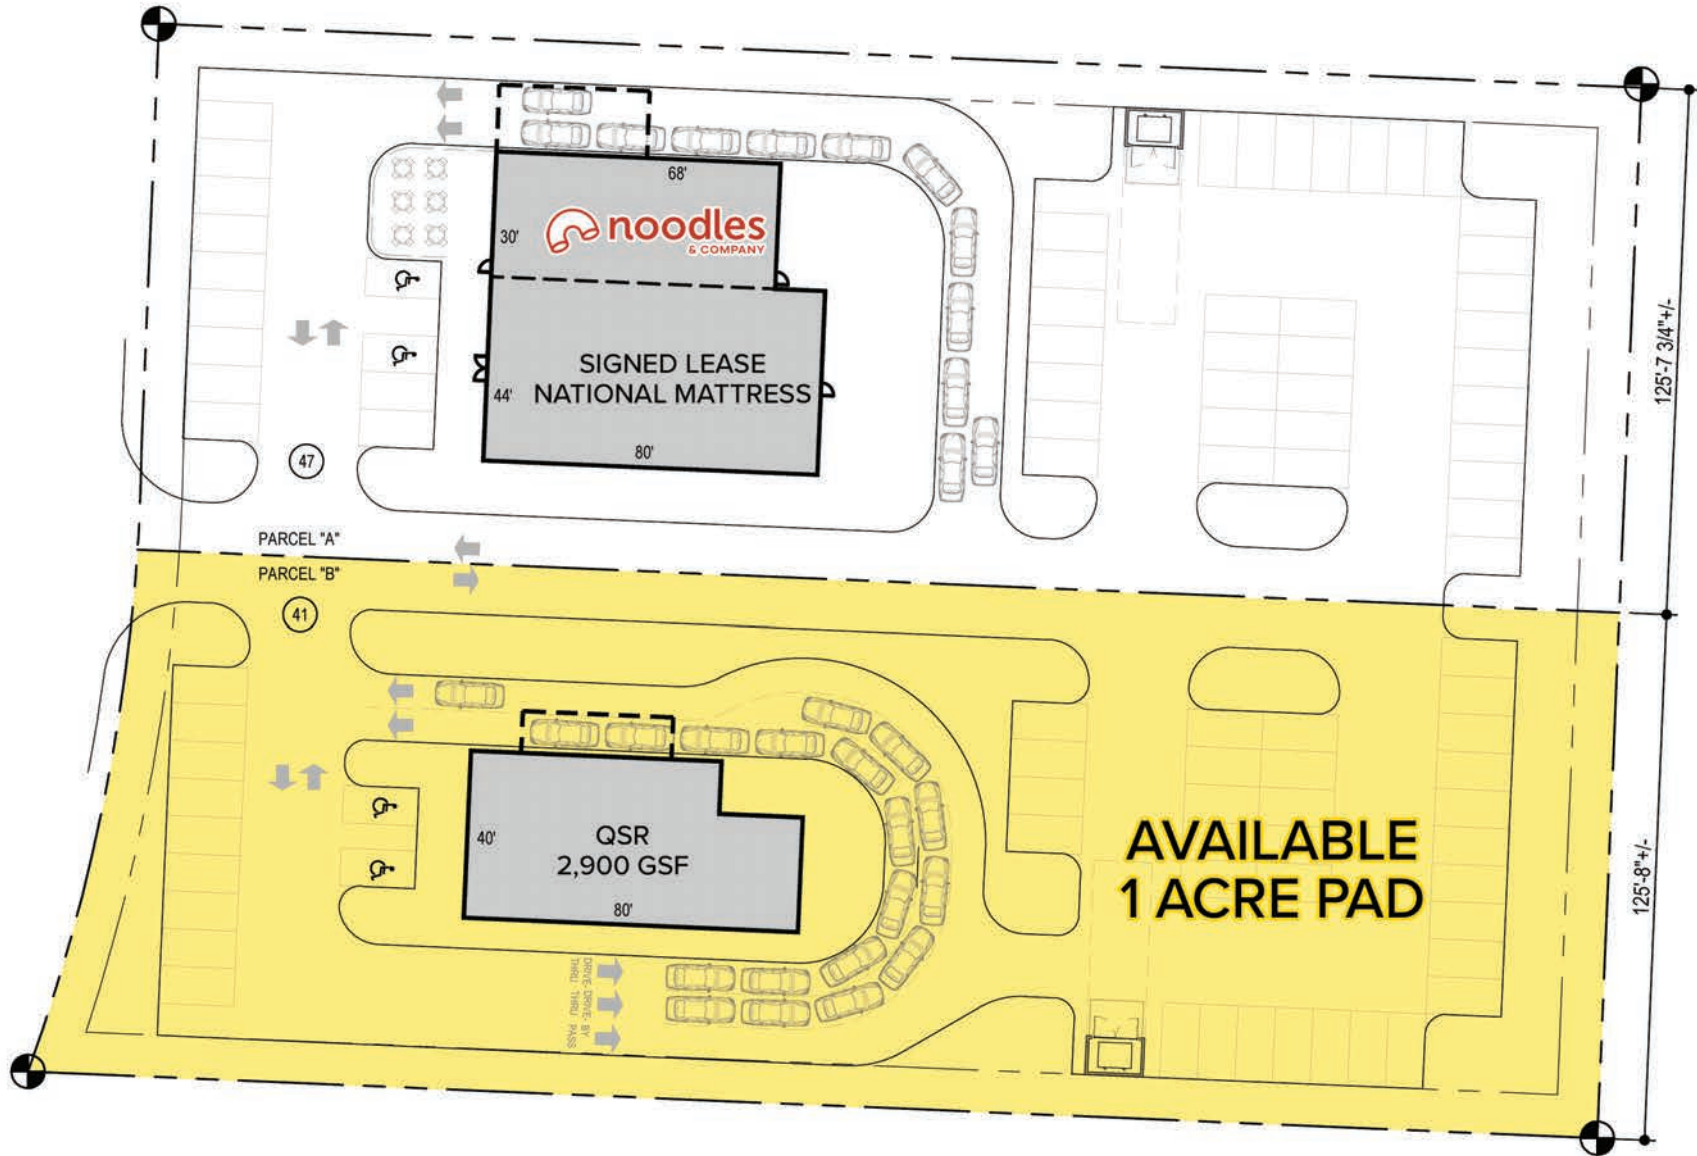 68'
noodles
& COMPANY
30'
SIGNED LEASE
NATIONAL MATTRESS
44'
80'
47
125'-7 3/4"+/-
PARCEL "A"
PARCEL "B"
41
40'
QSR
2,900 GSF
80'
AVAILABLE
1 ACRE PAD
125'-8"+/-
DRIVE- DRIVE- BY
THRU THRU PASS